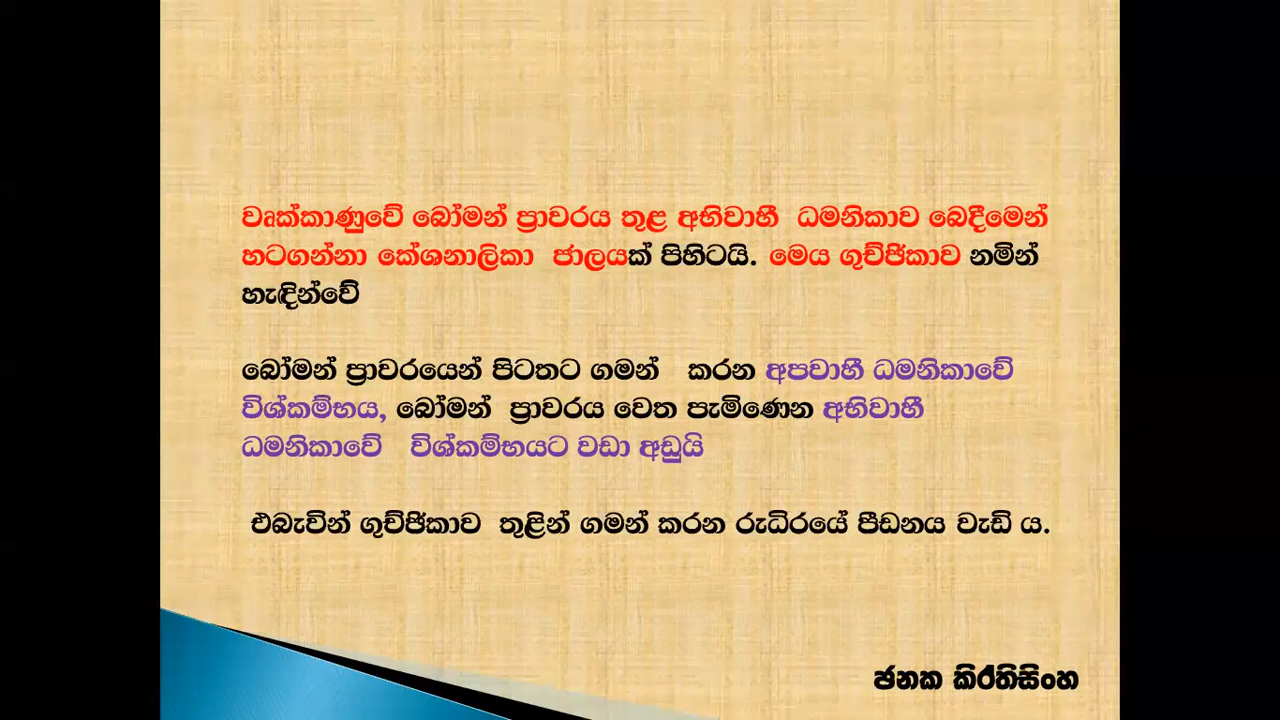 වෘක්කාණුවේ බෝමන් ප්‍රාවරය තුළ අභිවාහී ධමනිකාව බෙදීමෙන්
හටගන්නා කේශනාලිකා ජාලයක් පිහිටයි. මෙය ගුච්ඡිකාව නමින්
හැඳින්වේ
බෝමන් ප්‍රාවරයෙන් පිටතට ගමන් කරන අපවාහී ධමනිකාවේ
විශ්කම්භය, බෝමන් ප්‍රාවරය වෙත පැමිණෙන අභිවාහී
ධමනිකාවේ විශ්කම්භයට වඩා අඩුයි
එබැවින් ගුච්ඡිකාව තුළින් ගමන් කරන රුධිරයේ පීඩනය වැඩි ය.
ජනක කිර්තිසිංහ